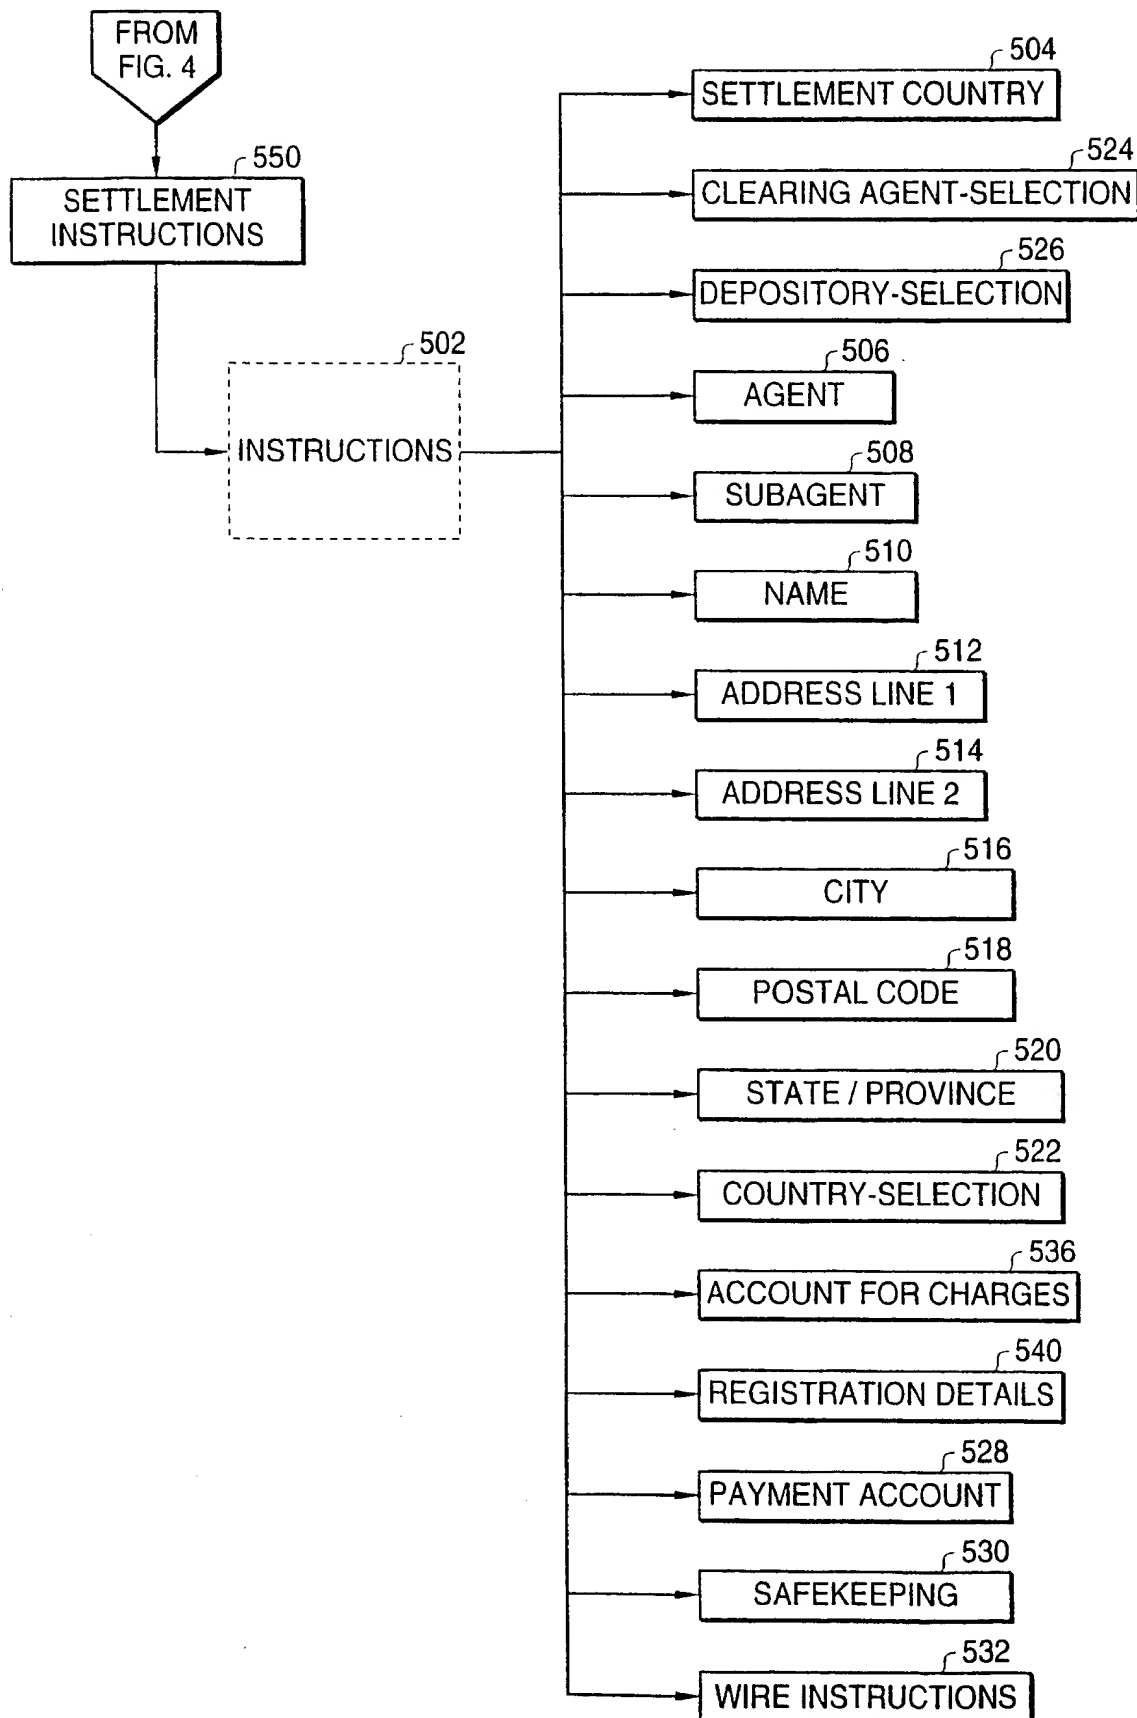 FROM
FIG. 4
550
SETTLEMENT
INSTRUCTIONS
502
INSTRUCTIONS
504
SETTLEMENT COUNTRY
524
CLEARING AGENT-SELECTION
526
DEPOSITORY-SELECTION
506
AGENT
508
SUBAGENT
510
NAME
512
ADDRESS LINE 1
514
ADDRESS LINE 2
516
CITY
518
POSTAL CODE
520
STATE / PROVINCE
522
COUNTRY-SELECTION
536
ACCOUNT FOR CHARGES
540
REGISTRATION DETAILS
528
PAYMENT ACCOUNT
530
SAFEKEEPING
532
WIRE INSTRUCTIONS